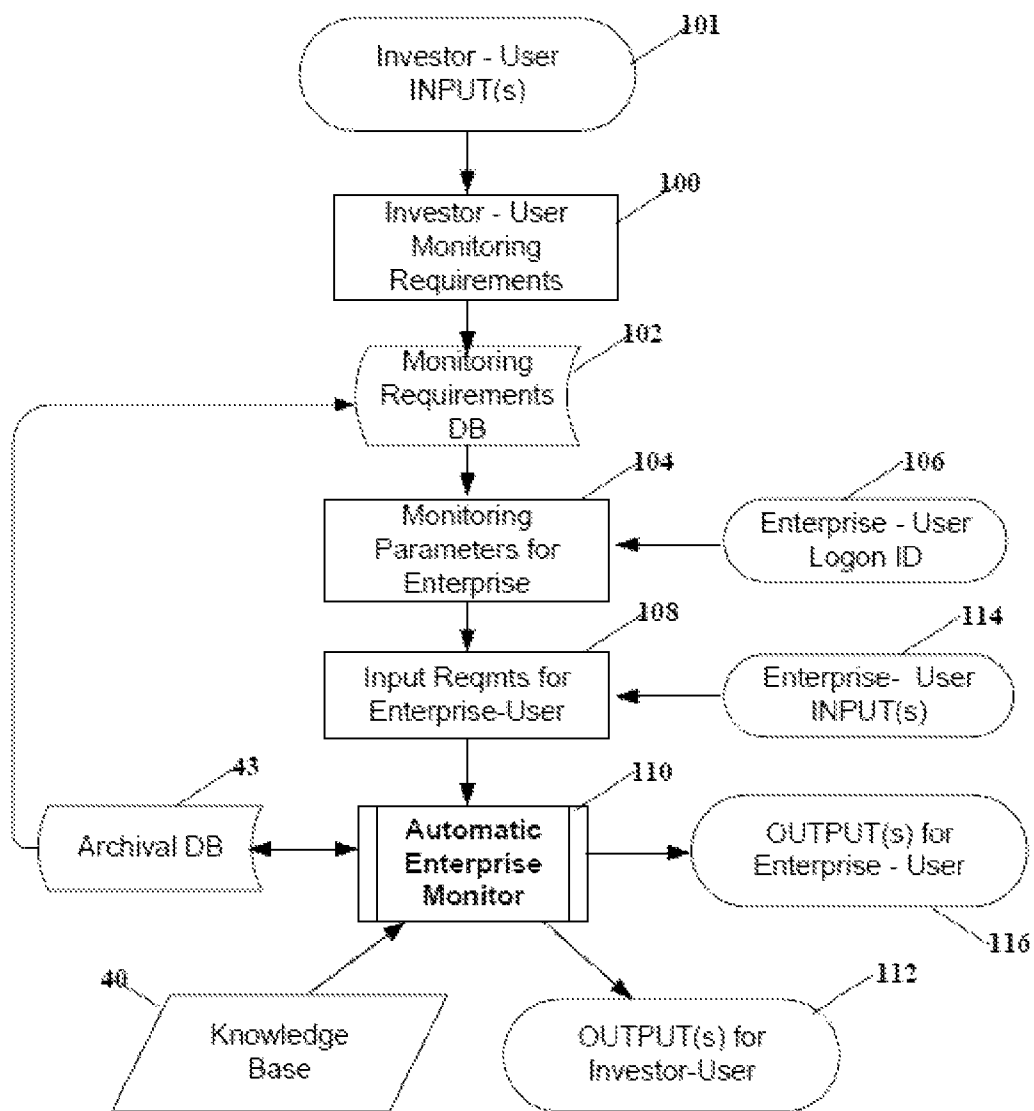 101
Investor - User
INPUT(s)
100
Investor - User
Monitoring
Requirements
102
Monitoring
Requirements
DB
104
Monitoring
Parameters for
Enterprise
106
Enterprise - User
Logon ID
108
Input Reqmts for
Enterprise-User
114
Enterprise- User
INPUT(s)
43
Archival DB
110
Automatic
Enterprise
Monitor
OUTPUT(s) for
Enterprise - User
116
40
Knowledge
Base
112
OUTPUT(s) for
Investor-User